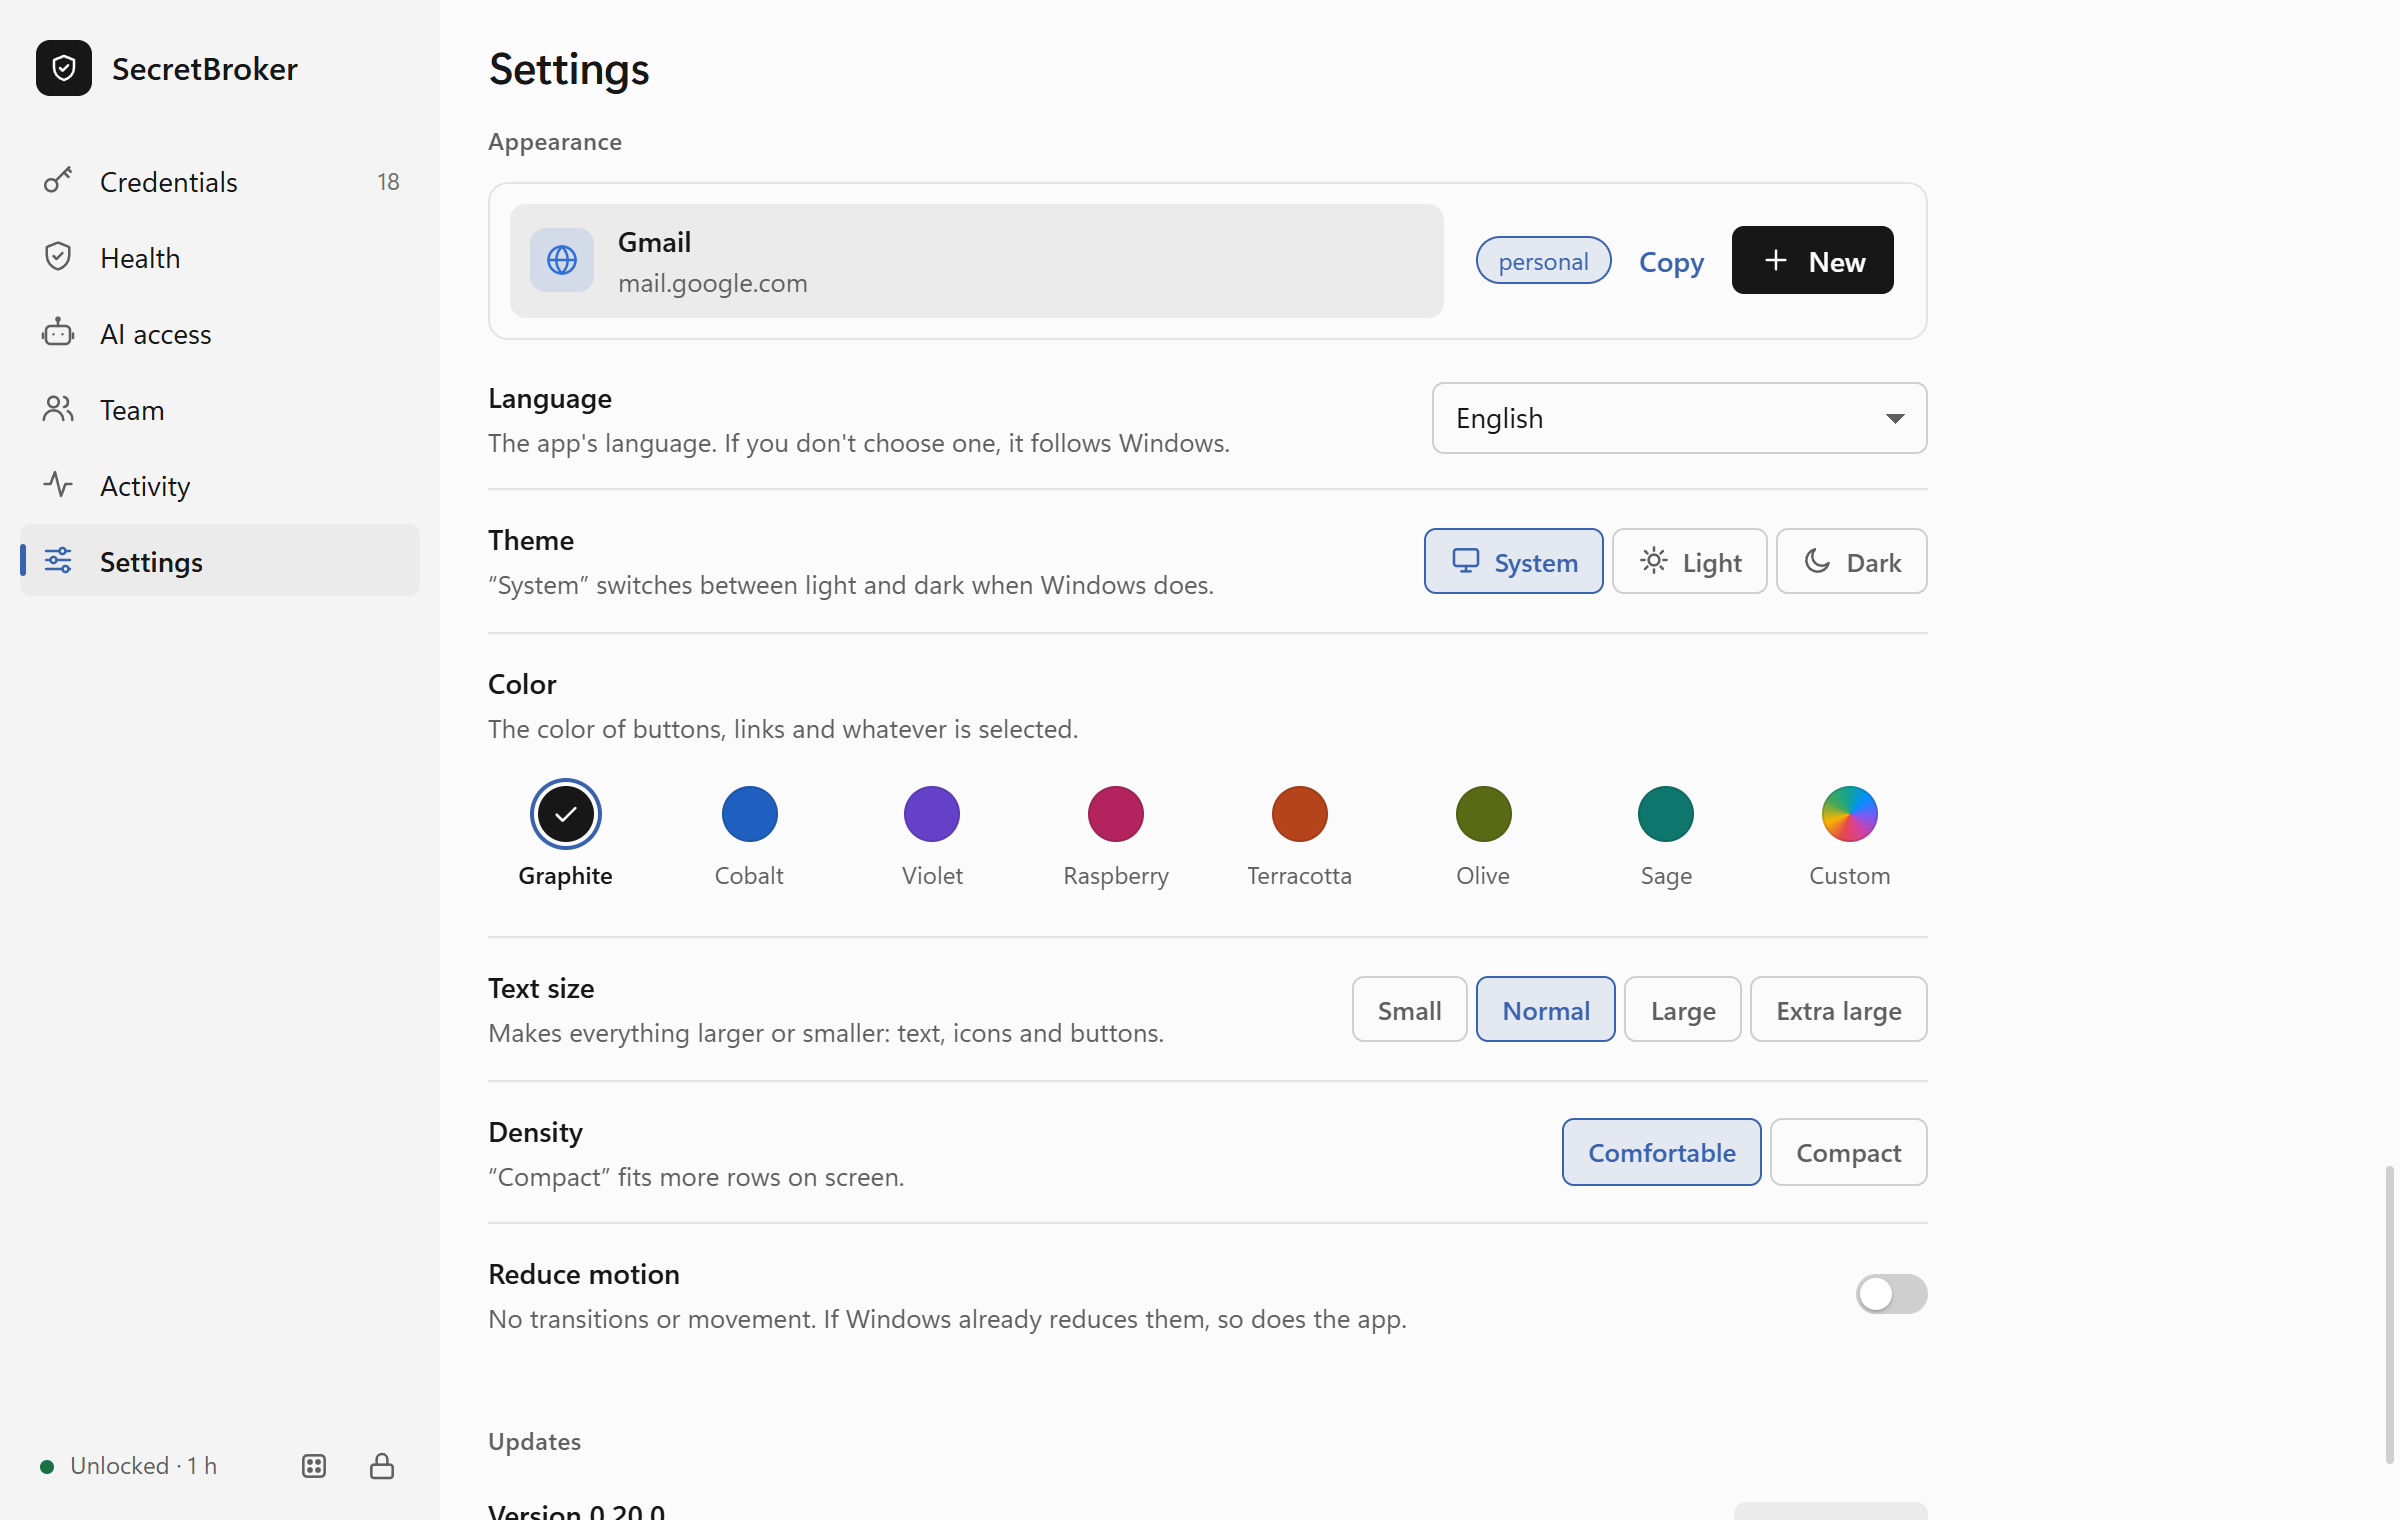 SecretBroker
Credentials
18
Health
AI access
Team
Activity
Settings
Unlocked · 1 h
Settings
Appearance
Gmail
mail.google.com
personal
Copy
New
Language
The app's language. If you don't choose one, it follows Windows.
English
Theme
“System” switches between light and dark when Windows does.
System
Light
Dark
Color
The color of buttons, links and whatever is selected.
Graphite
Cobalt
Violet
Raspberry
Terracotta
Olive
Sage
Custom
Text size
Makes everything larger or smaller: text, icons and buttons.
Small
Normal
Large
Extra large
Density
“Compact” fits more rows on screen.
Comfortable
Compact
Reduce motion
No transitions or movement. If Windows already reduces them, so does the app.
Updates
Version 0.20.0